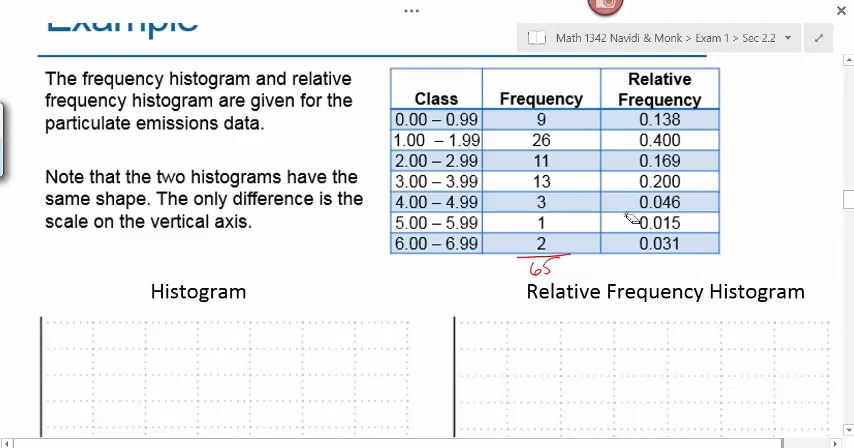 Example
Math 1342 Navidi & Monk > Exam 1 > Sec 2.2
The frequency histogram and relative
frequency histogram are given for the
particulate emissions data.
Note that the two histograms have the
same shape. The only difference is the
scale on the vertical axis.
Class Frequency Relative Frequency
0.00 – 0.99 9 0.138
1.00 – 1.99 26 0.400
2.00 – 2.99 11 0.169
3.00 – 3.99 13 0.200
4.00 – 4.99 3 0.046
5.00 – 5.99 1 0.015
6.00 – 6.99 2 0.031
65
Histogram
Relative Frequency Histogram